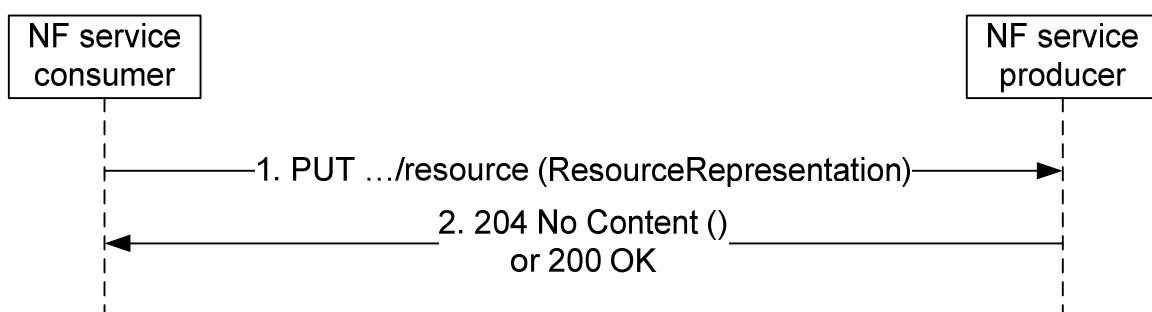 NF service
consumer
NF service
producer
1. PUT …/resource (ResourceRepresentation)
2. 204 No Content ()
or 200 OK